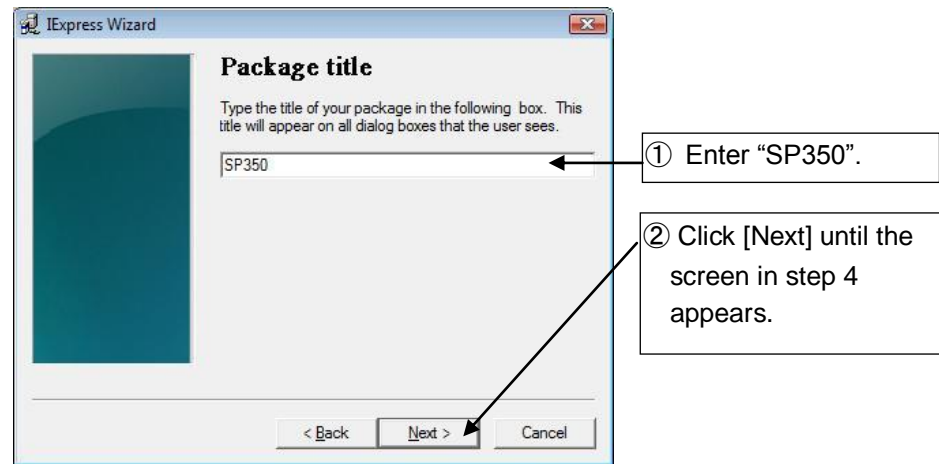 IExpress Wizard
Package title
Type the title of your package in the following box. This
title will appear on all dialog boxes that the user sees.
SP350
① Enter “SP350”.
② Click [Next] until the
screen in step 4
appears.
< Back
Next >
Cancel